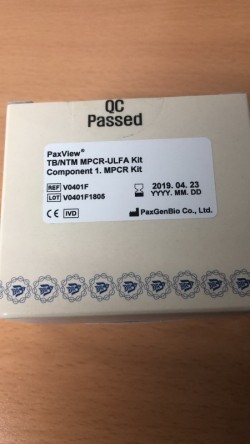 QC
Passed
PaxView®
TB/NTM MPCR-ULFA Kit
Component 1. MPCR Kit
REF V0401F
2019. 04. 23
LOT V0401F1805
YYYY. MM. DD
CE IVD
PaxGenBio Co., Ltd.